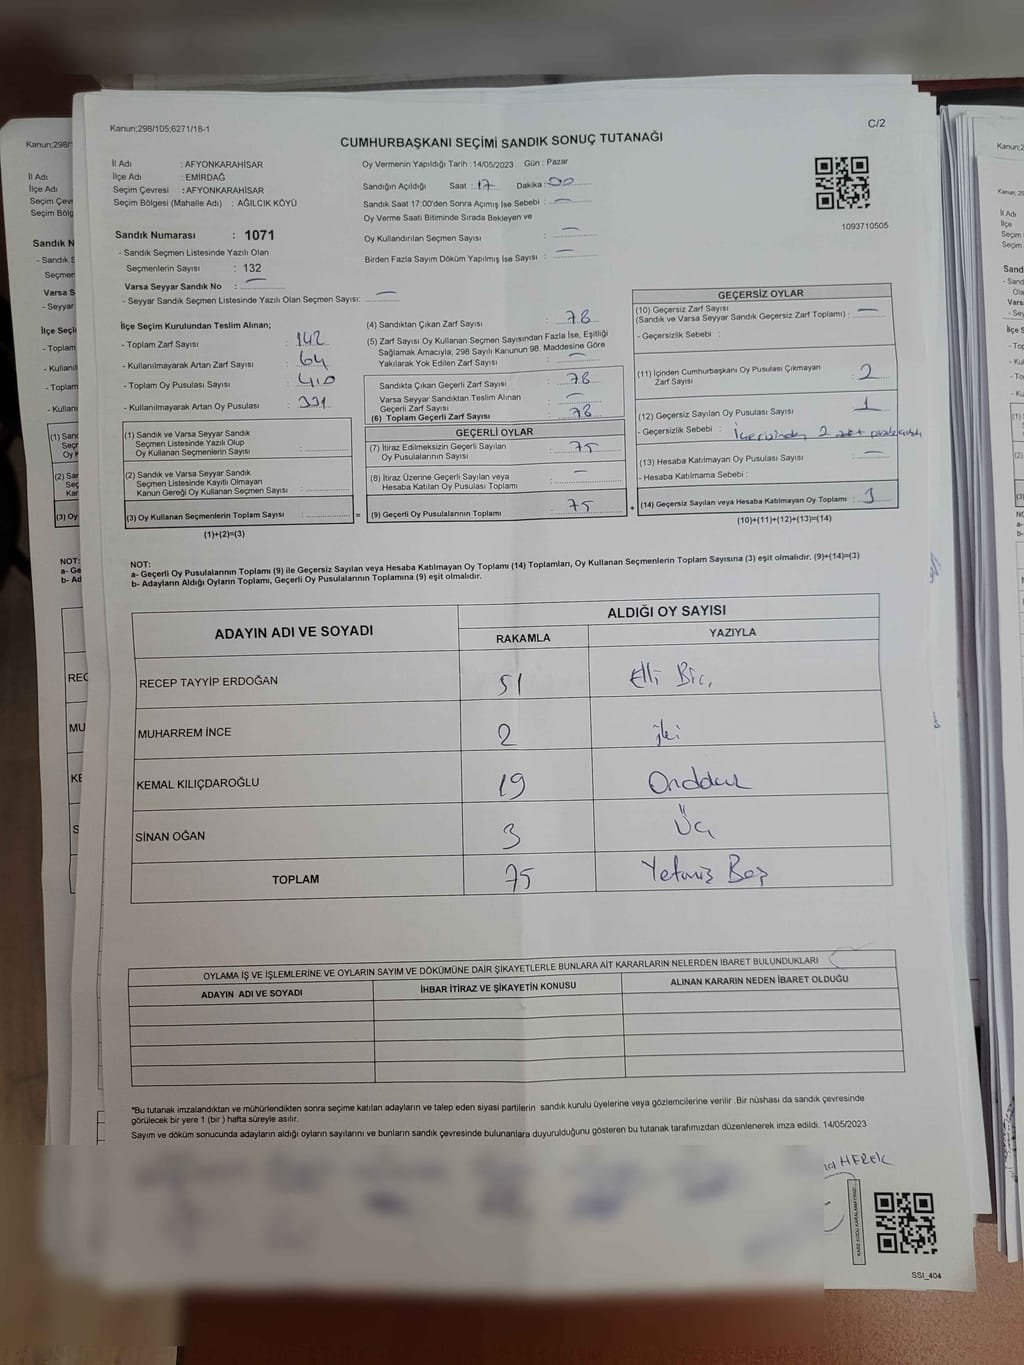 Kanun;298/105;6271/18-1
C/2
CUMHURBAŞKANI SEÇİMİ SANDIK SONUÇ TUTANAĞI
İl Adı : AFYONKARAHİSAR
İlçe Adı : EMİRDAĞ
Seçim Çevresi : AFYONKARAHİSAR
Seçim Bölgesi (Mahalle Adı) : AĞILCIK KÖYÜ
Oy Vermenin Yapıldığı Tarih : 14/05/2023 Gün : Pazar
Sandığın Açıldığı Saat : 17 Dakika : 00
Sandık Saat 17:00'den Sonra Açımış İse Sebebi : —
Oy Verme Saati Bitiminde Sırada Bekleyen ve
Oy Kullandırılan Seçmen Sayısı : —
Birden Fazla Sayım Döküm Yapılmış İse Sayısı : —
1093710505
Sandık Numarası : 1071
- Sandık Seçmen Listesinde Yazılı Olan
Seçmenlerin Sayısı : 132
Varsa Seyyar Sandık No : —
- Seyyar Sandık Seçmen Listesinde Yazılı Olan Seçmen Sayısı: —
İlçe Seçim Kurulundan Teslim Alınan;
- Toplam Zarf Sayısı : 142
- Kullanılmayarak Artan Zarf Sayısı : 64
- Toplam Oy Pusulası Sayısı : 410
- Kullanılmayarak Artan Oy Pusulası : 331
(1) Sandık ve Varsa Seyyar Sandık
Seçmen Listesinde Yazılı Olup
Oy Kullanan Seçmenlerin Sayısı :
(2) Sandık ve Varsa Seyyar Sandık
Seçmen Listesinde Kayıtlı Olmayan
Kanun Gereği Oy Kullanan Seçmen Sayısı :
(3) Oy Kullanan Seçmenlerin Toplam Sayısı :
(1)+(2)=(3)
(4) Sandıktan Çıkan Zarf Sayısı : 78
(5) Zarf Sayısı Oy Kullanan Seçmen Sayısından Fazla İse, Eşitliği
Sağlamak Amacıyla; 298 Sayılı Kanunun 98. Maddesine Göre
Yakılarak Yok Edilen Zarf Sayısı : —
Sandıkta Çıkan Geçerli Zarf Sayısı : 78
Varsa Seyyar Sandıktan Teslim Alınan
Geçerli Zarf Sayısı : —
(6) Toplam Geçerli Zarf Sayısı : 78
GEÇERLİ OYLAR
(7) İtiraz Edilmeksizin Geçerli Sayılan
Oy Pusulalarının Sayısı : 75
(8) İtiraz Üzerine Geçerli Sayılan veya
Hesaba Katılan Oy Pusulası Toplamı : —
= (9) Geçerli Oy Pusulalarının Toplamı : 75
GEÇERSİZ OYLAR
(10) Geçersiz Zarf Sayısı
(Sandık ve Varsa Seyyar Sandık Geçersiz Zarf Toplamı) : —
- Geçersizlik Sebebi :
(11) İçinden Cumhurbaşkanı Oy Pusulası Çıkmayan
Zarf Sayısı : 2
(12) Geçersiz Sayılan Oy Pusulası Sayısı : 1
- Geçersizlik Sebebi : İçerisinden 2 adet
(13) Hesaba Katılmayan Oy Pusulası Sayısı : —
- Hesaba Katılmama Sebebi :
+ (14) Geçersiz Sayılan veya Hesaba Katılmayan Oy Toplamı : 3
(10)+(11)+(12)+(13)=(14)
NOT:
a- Geçerli Oy Pusulalarının Toplamı (9) ile Geçersiz Sayılan veya Hesaba Katılmayan Oy Toplamı (14) Toplamları, Oy Kullanan Seçmenlerin Toplam Sayısına (3) eşit olmalıdır. (9)+(14)=(3)
b- Adayların Aldığı Oyların Toplamı, Geçerli Oy Pusulalarının Toplamına (9) eşit olmalıdır.
ADAYIN ADI VE SOYADI
ALDIĞI OY SAYISI
RAKAMLA YAZIYLA
RECEP TAYYİP ERDOĞAN 51 Elli Bir,
MUHARREM İNCE 2 iki
KEMAL KILIÇDAROĞLU 19 Ondokuz
SİNAN OĞAN 3 Üç
TOPLAM 75 Yetmiş Beş
OYLAMA İŞ VE İŞLEMLERİNE VE OYLARIN SAYIM VE DÖKÜMÜNE DAİR ŞİKAYETLERLE BUNLARA AİT KARARLARIN NELERDEN İBARET BULUNDUKLARI
ADAYIN ADI VE SOYADI İHBAR İTİRAZ VE ŞİKAYETİN KONUSU ALINAN KARARIN NEDEN İBARET OLDUĞU
*Bu tutanak imzalandıktan ve mühürlendikten sonra seçime katılan adayların ve talep eden siyasi partilerin sandık kurulu üyelerine veya gözlemcilerine verilir .Bir nüshası da sandık çevresinde
görülecek bir yere 1 (bir ) hafta süreyle asılır.
Sayım ve döküm sonucunda adayların aldığı oyların sayılarını ve bunların sandık çevresinde bulunanlara duyurulduğunu gösteren bu tutanak tarafımızdan düzenlenerek imza edildi. 14/05/2023
HEREK
KARE KODU KARALAMAYINIZ!
SSI_404